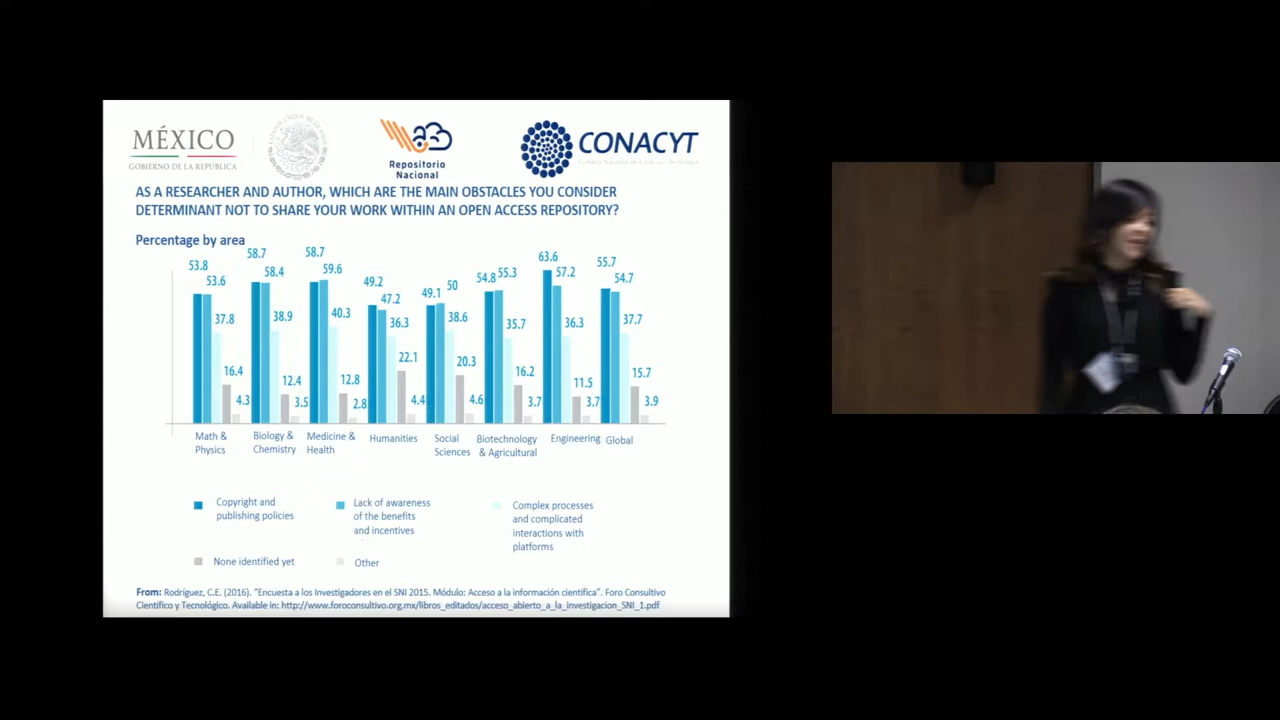 MÉXICO
GOBIERNO DE LA REPÚBLICA
Repositorio
Nacional
CONACYT
AS A RESEARCHER AND AUTHOR, WHICH ARE THE MAIN OBSTACLES YOU CONSIDER
DETERMINANT NOT TO SHARE YOUR WORK WITHIN AN OPEN ACCESS REPOSITORY?
Percentage by area
53.8 53.6 37.8 16.4 4.3
58.7 58.4 38.9 12.4 3.5
58.7 59.6 40.3 12.8 2.8
49.2 47.2 36.3 22.1 4.4
49.1 50 38.6 20.3 4.6
54.8 55.3 35.7 16.2 3.7
63.6 57.2 36.3 11.5 3.7
55.7 54.7 37.7 15.7 3.9
Math &
Physics
Biology &
Chemistry
Medicine &
Health
Humanities
Social
Sciences
Biotechnology
& Agricultural
Engineering
Global
Copyright and
publishing policies
Lack of awareness
of the benefits
and incentives
Complex processes
and complicated
interactions with
platforms
None identified yet
Other
From: Rodríguez, C.E. (2016). "Encuesta a los Investigadores en el SNI 2015. Módulo: Acceso a la información científica". Foro Consultivo
Científico y Tecnológico. Available in: http://www.foroconsultivo.org.mx/libros_editados/acceso_abierto_a_la_investigacion_SNI_1.pdf